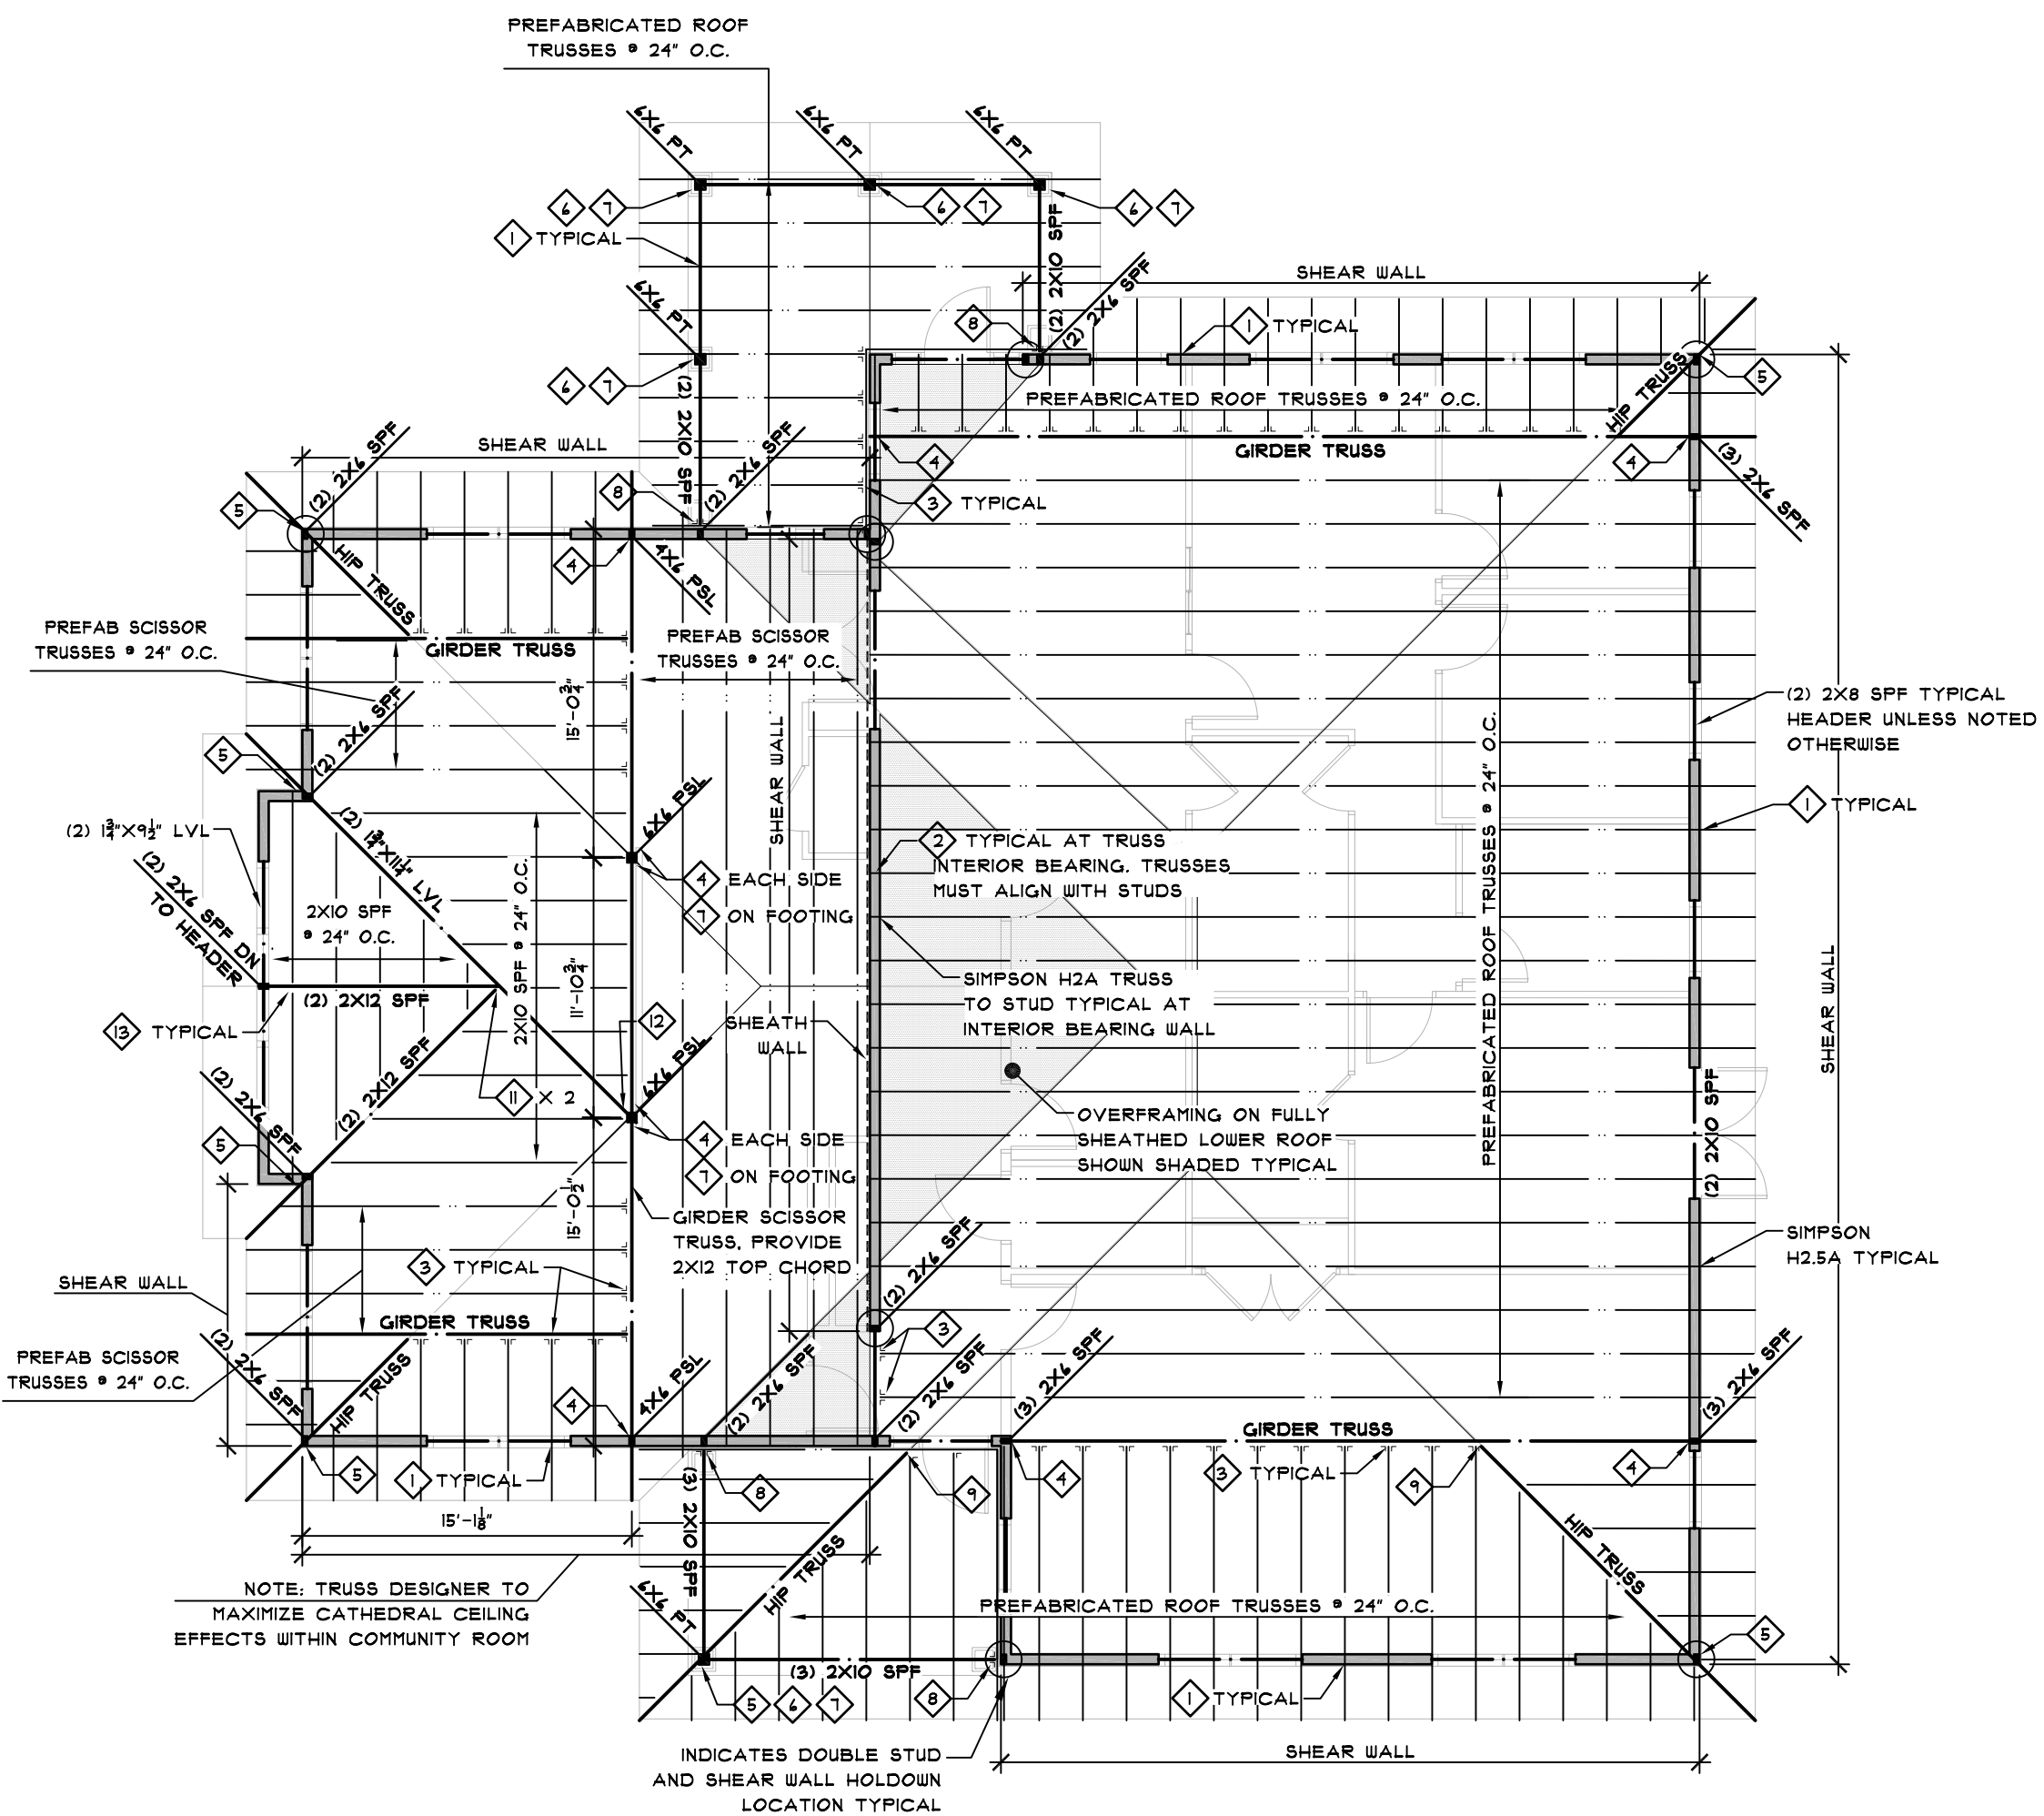 PREFABRICATED ROOF
TRUSSES @ 24" O.C.
6X6 PT
6X6 PT
6X6 PT
6 7
6 7
6 7
1 TYPICAL
(2) 2X10 SPF
6X6 PT
6 7
(2) 2X10 SPF
SHEAR WALL
8
(2) 2X6 SPF
1 TYPICAL
5
HIP TRUSS
PREFABRICATED ROOF TRUSSES @ 24" O.C.
GIRDER TRUSS
4
4
(3) 2X6 SPF
3 TYPICAL
SHEAR WALL
(2) 2X6 SPF
5
8
(2) 2X6 SPF
HIP TRUSS
4
4X6 PSL
PREFAB SCISSOR
TRUSSES @ 24" O.C.
GIRDER TRUSS
PREFAB SCISSOR
TRUSSES @ 24" O.C.
15'-0 3/4"
(2) 2X6 SPF
5
SHEAR WALL
PREFABRICATED ROOF TRUSSES @ 24" O.C.
(2) 2X8 SPF TYPICAL
HEADER UNLESS NOTED
OTHERWISE
1 TYPICAL
(2) 1 3/4"X9 1/2" LVL
(2) 1 3/4"X11 1/4" LVL
6X6 PSL
4 EACH SIDE
7 ON FOOTING
2 TYPICAL AT TRUSS
INTERIOR BEARING. TRUSSES
MUST ALIGN WITH STUDS
(2) 2X6 SPF DN
TO HEADER
2X10 SPF
@ 24" O.C.
2X10 SPF @ 24" O.C.
11'-10 3/4"
(2) 2X12 SPF
13 TYPICAL
12
SHEATH
WALL
SIMPSON H2A TRUSS
TO STUD TYPICAL AT
INTERIOR BEARING WALL
SHEAR WALL
(2) 2X12 SPF
11 X 2
6X6 PSL
4 EACH SIDE
7 ON FOOTING
OVERFRAMING ON FULLY
SHEATHED LOWER ROOF
SHOWN SHADED TYPICAL
(2) 2X10 SPF
(2) 2X6 SPF
5
15'-0 1/2"
GIRDER SCISSOR
TRUSS, PROVIDE
2X12 TOP CHORD
SIMPSON
H2.5A TYPICAL
SHEAR WALL
3 TYPICAL
(2) 2X6 SPF
GIRDER TRUSS
3
PREFAB SCISSOR
TRUSSES @ 24" O.C.
(2) 2X6 SPF
HIP TRUSS
4
4X6 PSL
(2) 2X6 SPF
(2) 2X6 SPF
(3) 2X6 SPF
GIRDER TRUSS
(3) 2X6 SPF
5
1 TYPICAL
8
9
4
3 TYPICAL
9
4
15'-1 1/8"
(3) 2X10 SPF
HIP TRUSS
HIP TRUSS
NOTE: TRUSS DESIGNER TO
MAXIMIZE CATHEDRAL CEILING
EFFECTS WITHIN COMMUNITY ROOM
6X6 PT
PREFABRICATED ROOF TRUSSES @ 24" O.C.
5
(3) 2X10 SPF
5 6 7
8
1 TYPICAL
INDICATES DOUBLE STUD
AND SHEAR WALL HOLDOWN
LOCATION TYPICAL
SHEAR WALL